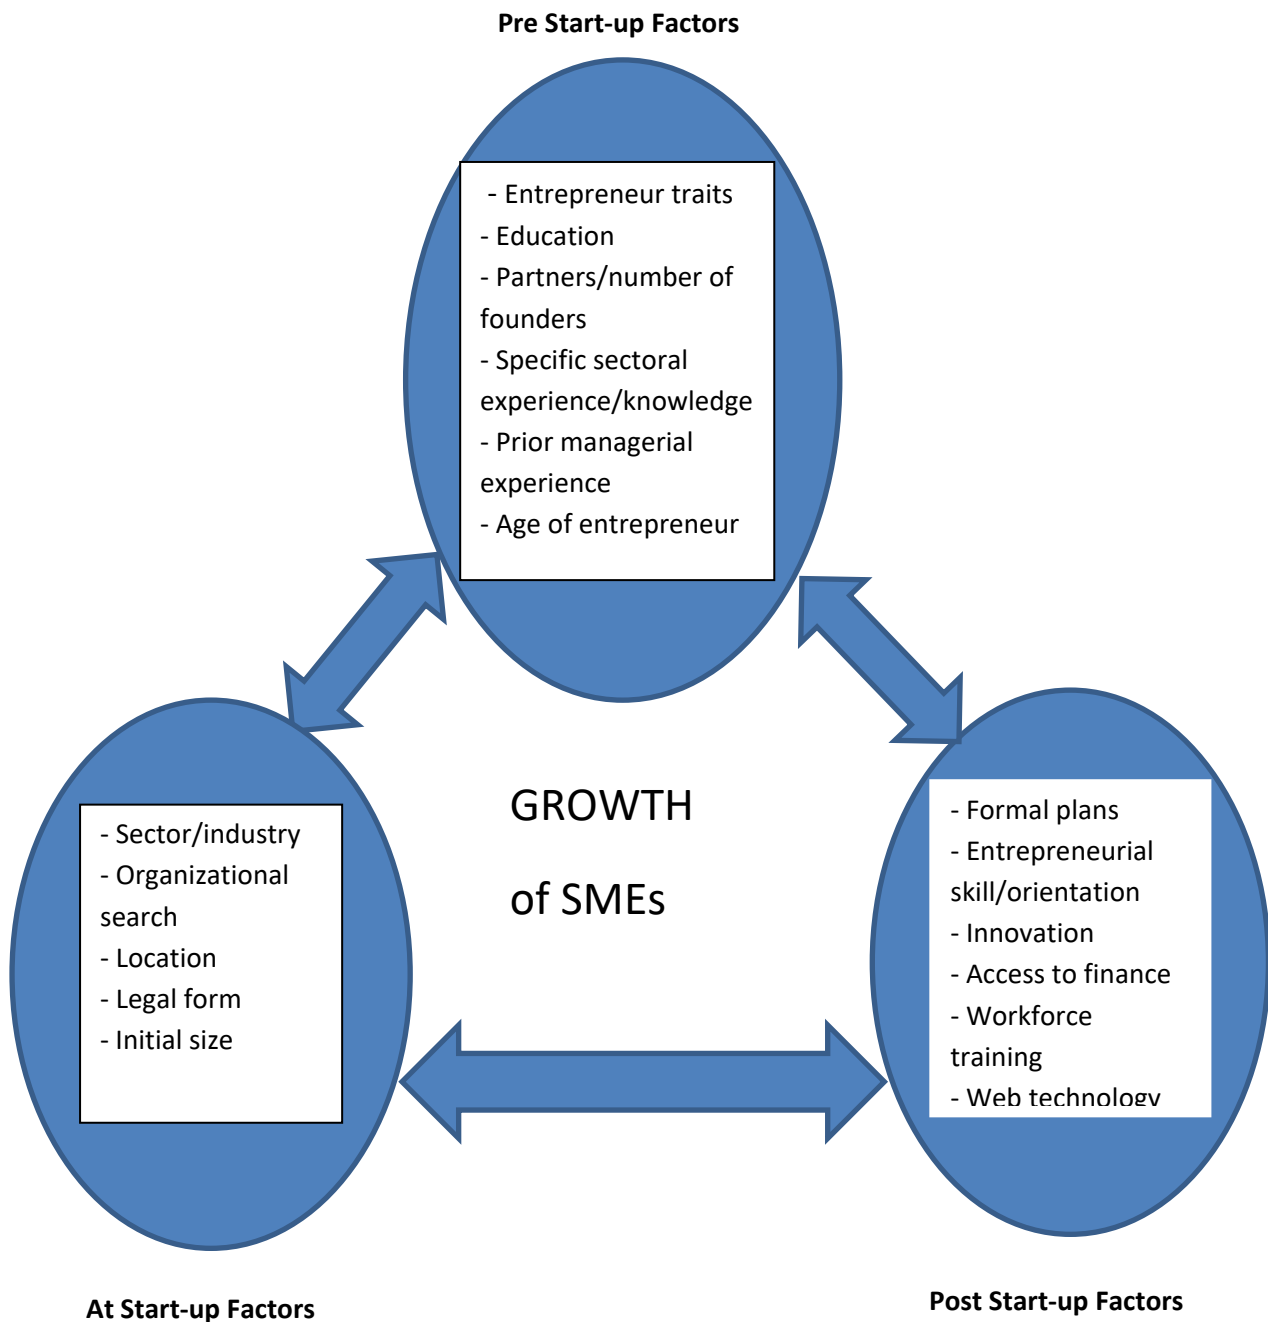 Pre Start-up Factors
- Entrepreneur traits
- Education
- Partners/number of
founders
- Specific sectoral
experience/knowledge
- Prior managerial
experience
- Age of entrepreneur
GROWTH
of SMEs
- Sector/industry
- Organizational
search
- Location
- Legal form
- Initial size
- Formal plans
- Entrepreneurial
skill/orientation
- Innovation
- Access to finance
- Workforce
training
- Web technology
At Start-up Factors
Post Start-up Factors